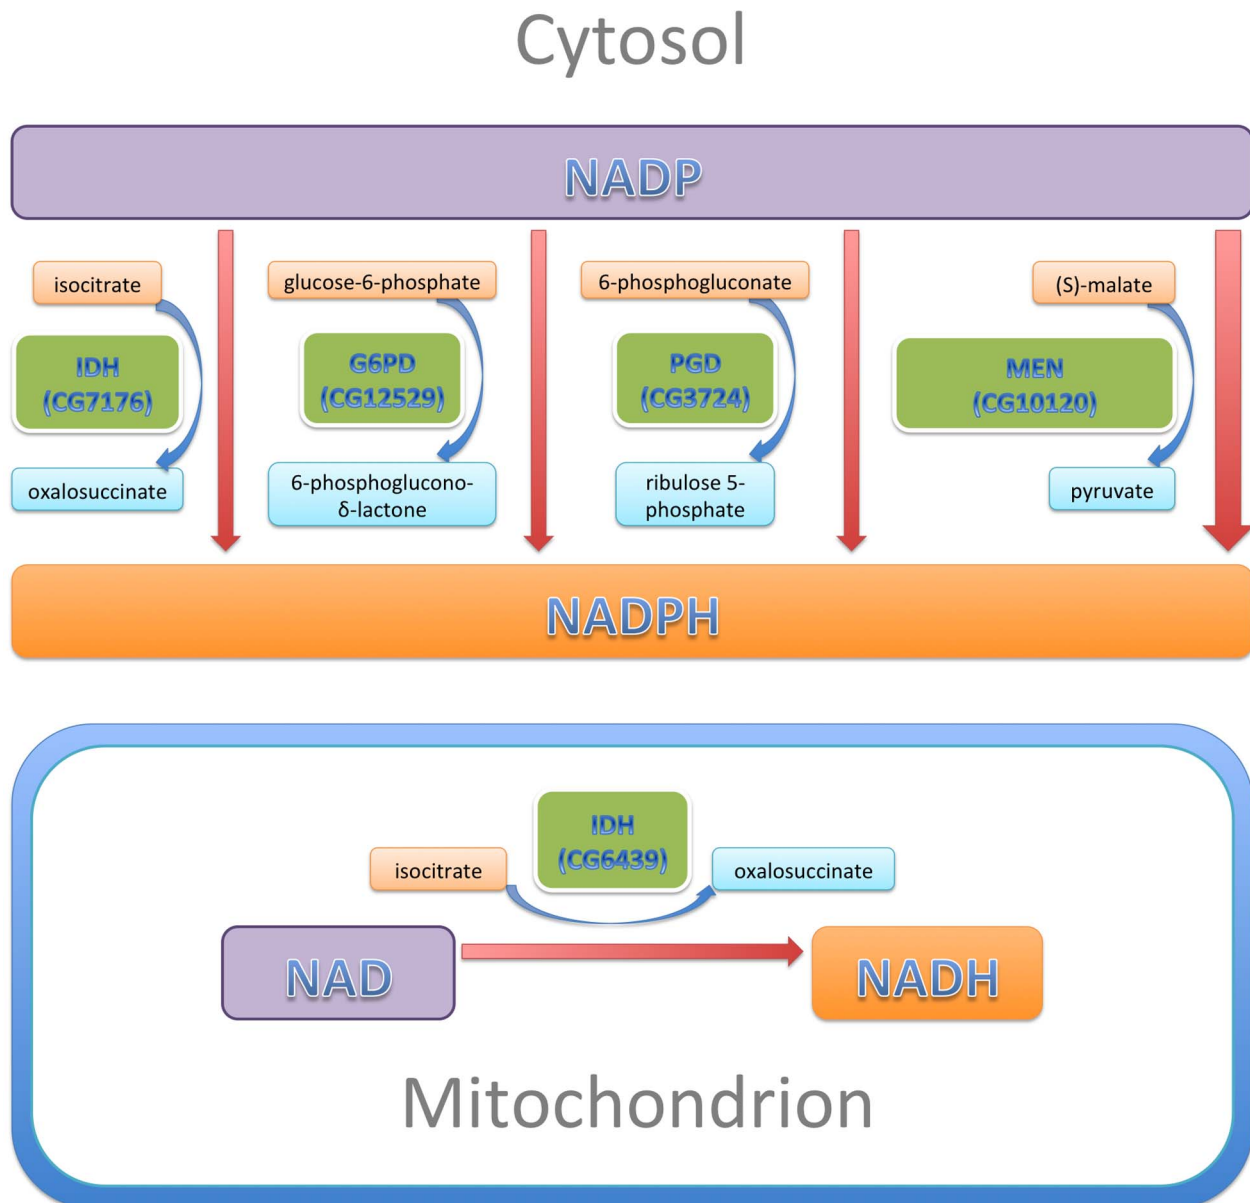 Cytosol
NADP
isocitrate
IDH
(CG7176)
oxalosuccinate
glucose-6-phosphate
G6PD
(CG12529)
6-phosphoglucono-
δ-lactone
6-phosphogluconate
PGD
(CG3724)
ribulose 5-
phosphate
(S)-malate
MEN
(CG10120)
pyruvate
NADPH
IDH
(CG6439)
isocitrate
oxalosuccinate
NAD
NADH
Mitochondrion